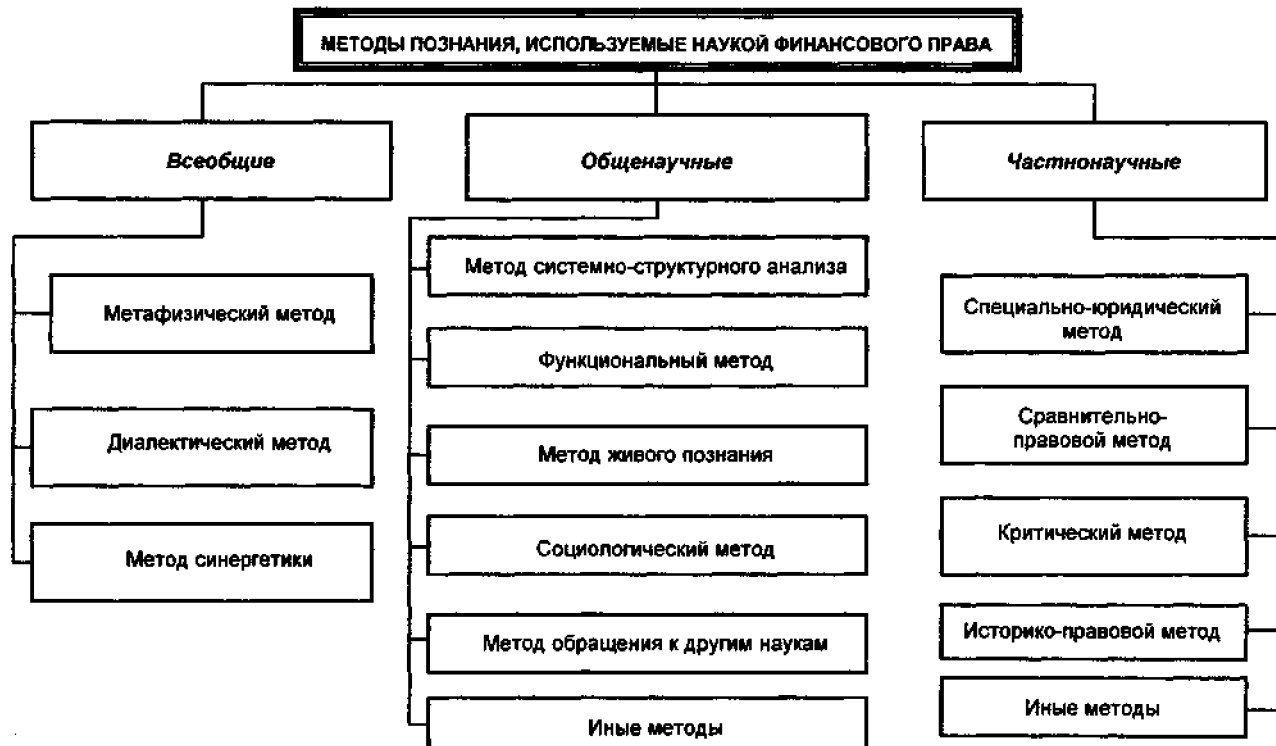 МЕТОДЫ ПОЗНАНИЯ, ИСПОЛЬЗУЕМЫЕ НАУКОЙ ФИНАНСОВОГО ПРАВА
Всеобщие
Метафизический метод
Диалектический метод
Метод синергетики
Общенаучные
Метод системно-структурного анализа
Функциональный метод
Метод живого познания
Социологический метод
Метод обращения к другим наукам
Иные методы
Частнонаучные
Специально-юридический
метод
Сравнительно-
правовой метод
Критический метод
Историко-правовой метод
Иные методы